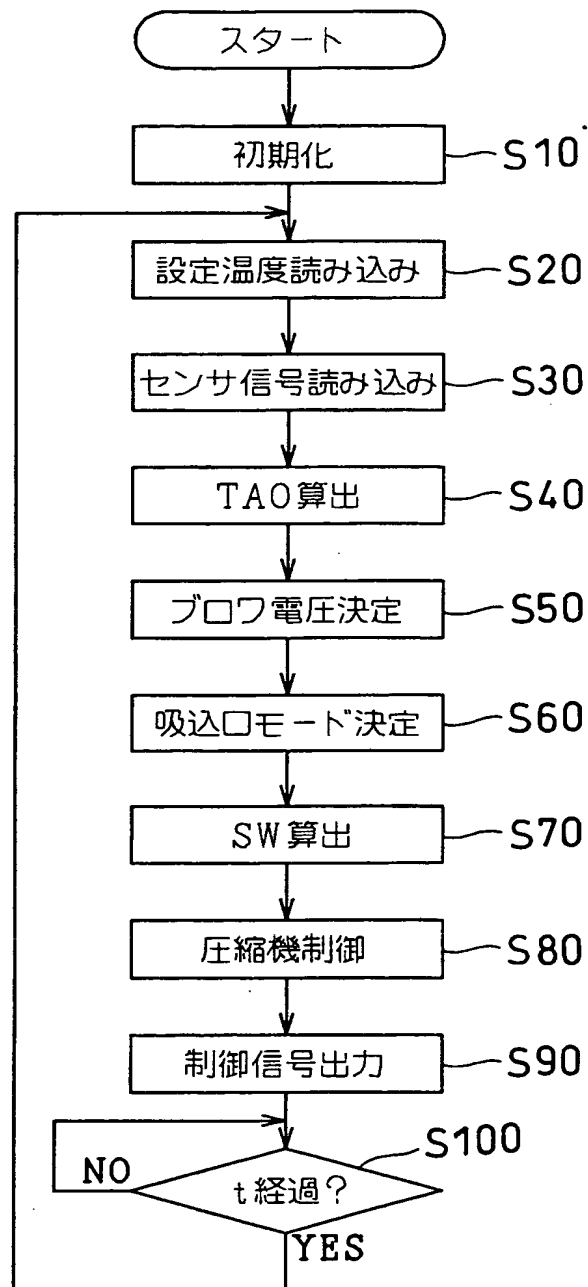 スタート
初期化 S10
設定温度読み込み S20
センサ信号読み込み S30
TAO算出 S40
ブロワ電圧決定 S50
吸込口モード決定 S60
SW算出 S70
圧縮機制御 S80
制御信号出力 S90
S100
NO
t経過?
YES